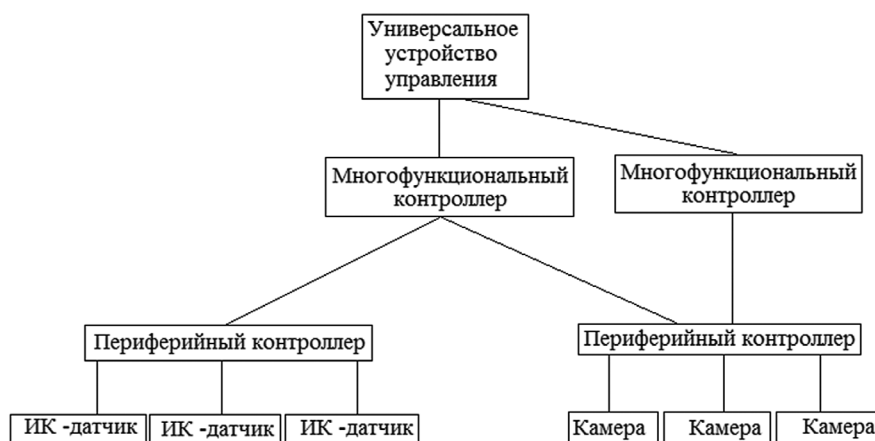 Универсальное
устройство
управления
Многофункциональный
контроллер
Многофункциональный
контроллер
Периферийный контроллер
Периферийный контроллер
ИК -датчик
ИК -датчик
ИК -датчик
Камера
Камера
Камера